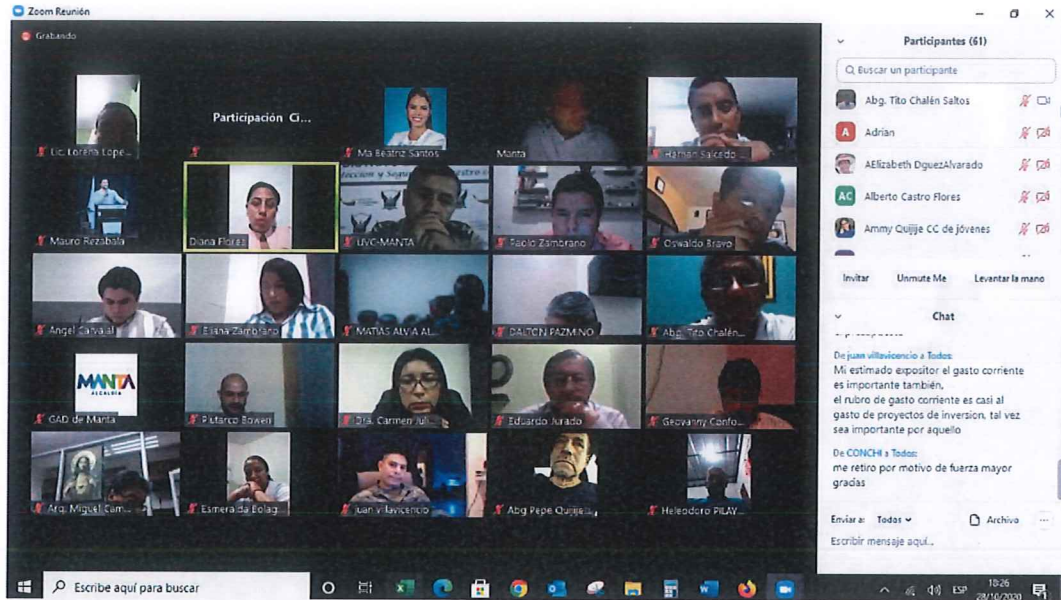 Zoom Reunión
Grabando
Lic. Lorena Lope...
Participación Ci...
Ma Beatriz Santos
Manta
Hernan Salcedo ...
Mauro Rezabala
Diana Florez
UVC-MANTA
Paolo Zambrano
Oswaldo Bravo
Angel Carvajal
Eliana Zambrano
MATIAS ALVIA AL...
DALTON PAZMINO
Abg. Tito Chalén...
MANTA
ALCALDÍA
GAD de Manta
Plutarco Bowen
Dra. Carmen Juli...
Eduardo Jurado
Geovanny Confo...
Arq. Miguel Cam...
Esmeralda Bolag...
juan villavicencio
Abg Pepe Quijije...
Heleodoro PILAY...
Participantes (61)
Buscar un participante
Abg. Tito Chalén Saltos
A Adrían
AElizabeth DguezAlvarado
AC Alberto Castro Flores
Ammy Quijije CC de jóvenes
Invitar Unmute Me Levantar la mano
Chat
De juan villavicencio a Todos:
Mi estimado expositor el gasto corriente
es importante también,
el rubro de gasto corriente es casi al
gasto de proyectos de inversion, tal vez
sea importante por aquello
De CONCHI a Todos:
me retiro por motivo de fuerza mayor
gracias
Enviar a: Todos Archivo ...
Escribir mensaje aquí...
Escribe aquí para buscar
ESP
18:26
28/10/2020